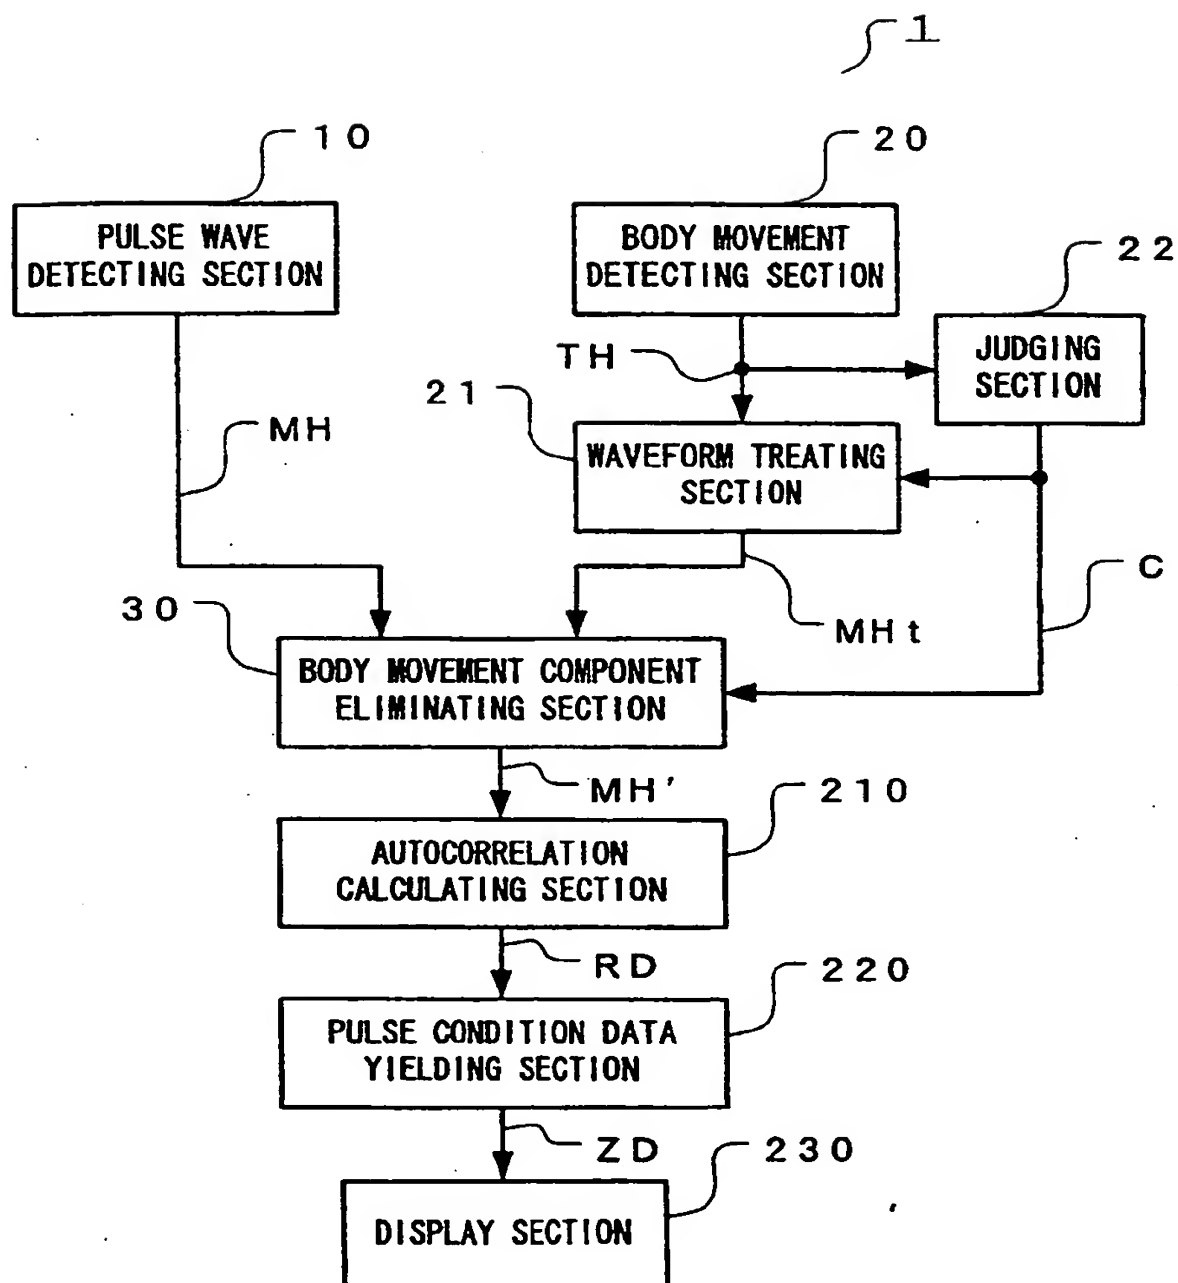 1
10
20
PULSE WAVE
DETECTING SECTION
BODY MOVEMENT
DETECTING SECTION
22
JUDGING
SECTION
TH
21
MH
WAVEFORM TREATING
SECTION
C
30
MHt
BODY MOVEMENT COMPONENT
ELIMINATING SECTION
MH'
210
AUTOCORRELATION
CALCULATING SECTION
RD
220
PULSE CONDITION DATA
YIELDING SECTION
ZD
230
DISPLAY SECTION